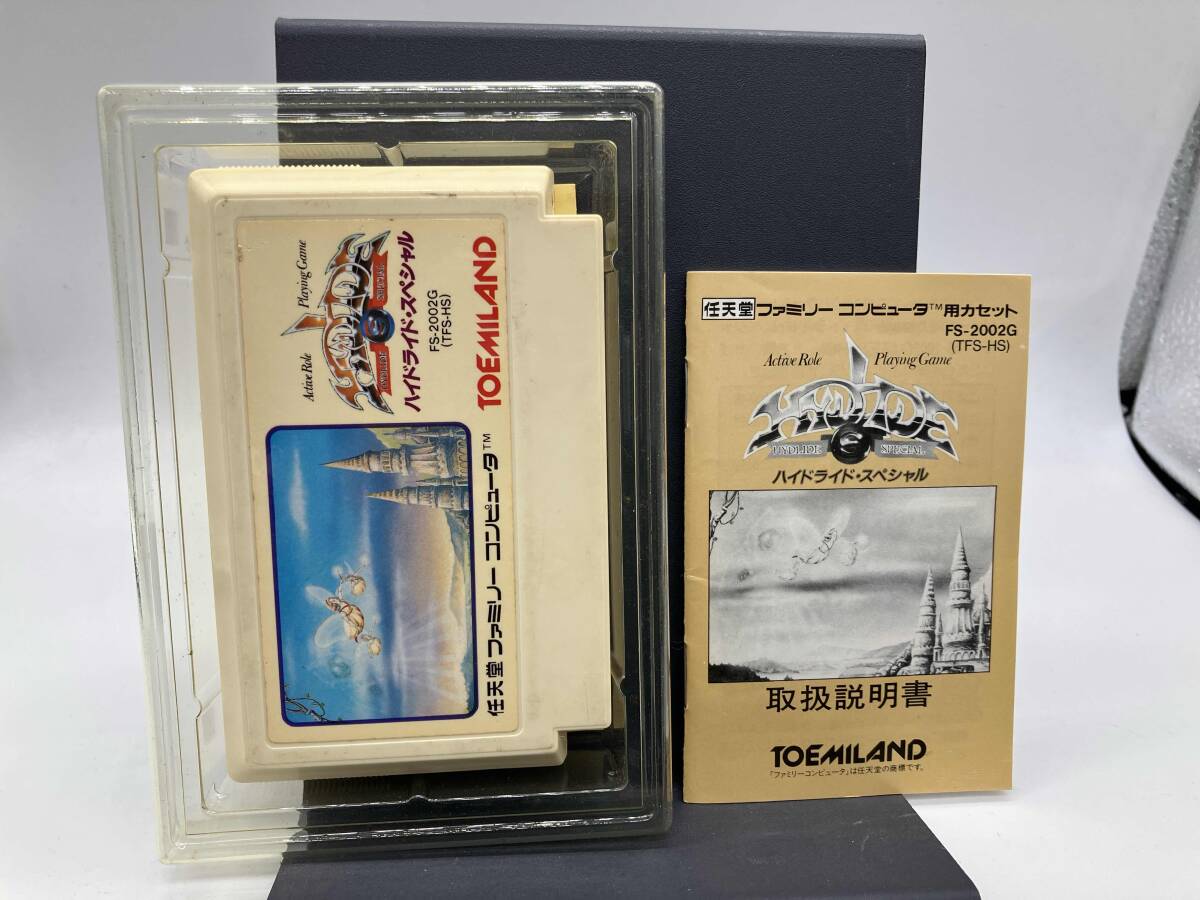 Active Role Playing Game
HYDLIDE
HYDLIDE SPECIAL
ハイドライド・スペシャル
FS-2002G
(TFS-HS)
TOEMILAND
任天堂 ファミリー コンピュータ™
任天堂 ファミリー コンピュータ™用カセット
FS-2002G
(TFS-HS)
Active Role Playing Game
HYDLIDE
HYDLIDE SPECIAL
ハイドライド・スペシャル
取扱説明書
TOEMILAND
「ファミリーコンピュータ」は任天堂の商標です。